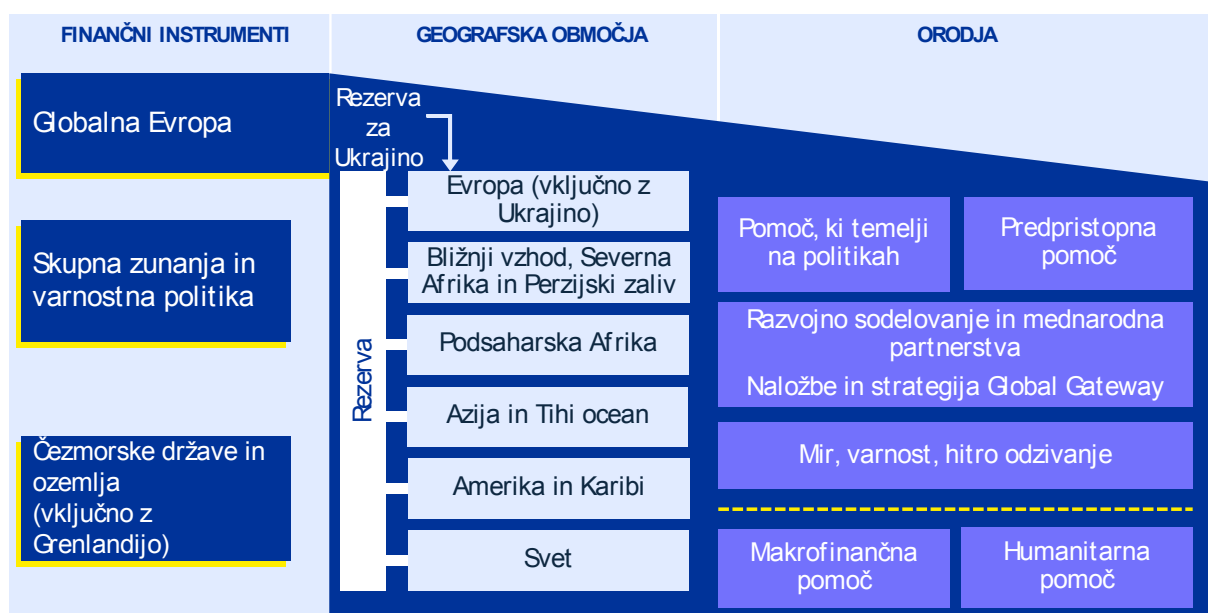 FINANČNI INSTRUMENTI
GEOGRAFSKA OBMOČJA
ORODJA
Globalna Evropa
Skupna zunanja in
varnostna politika
Čezmorske države in
ozemlja
(vključno z
Grenlandijo)
Rezerva
za
Ukrajino
Rezerva
Evropa (vključno z
Ukrajino)
Bližnji vzhod, Severna
Afrika in Perzijski zaliv
Podsaharska Afrika
Azija in Tihi ocean
Amerika in Karibi
Svet
Pomoč, ki temelji
na politikah
Predpristopna
pomoč
Razvojno sodelovanje in mednarodna
partnerstva
Naložbe in strategija Global Gateway
Mir, varnost, hitro odzivanje
Makrofinančna
pomoč
Humanitarna
pomoč